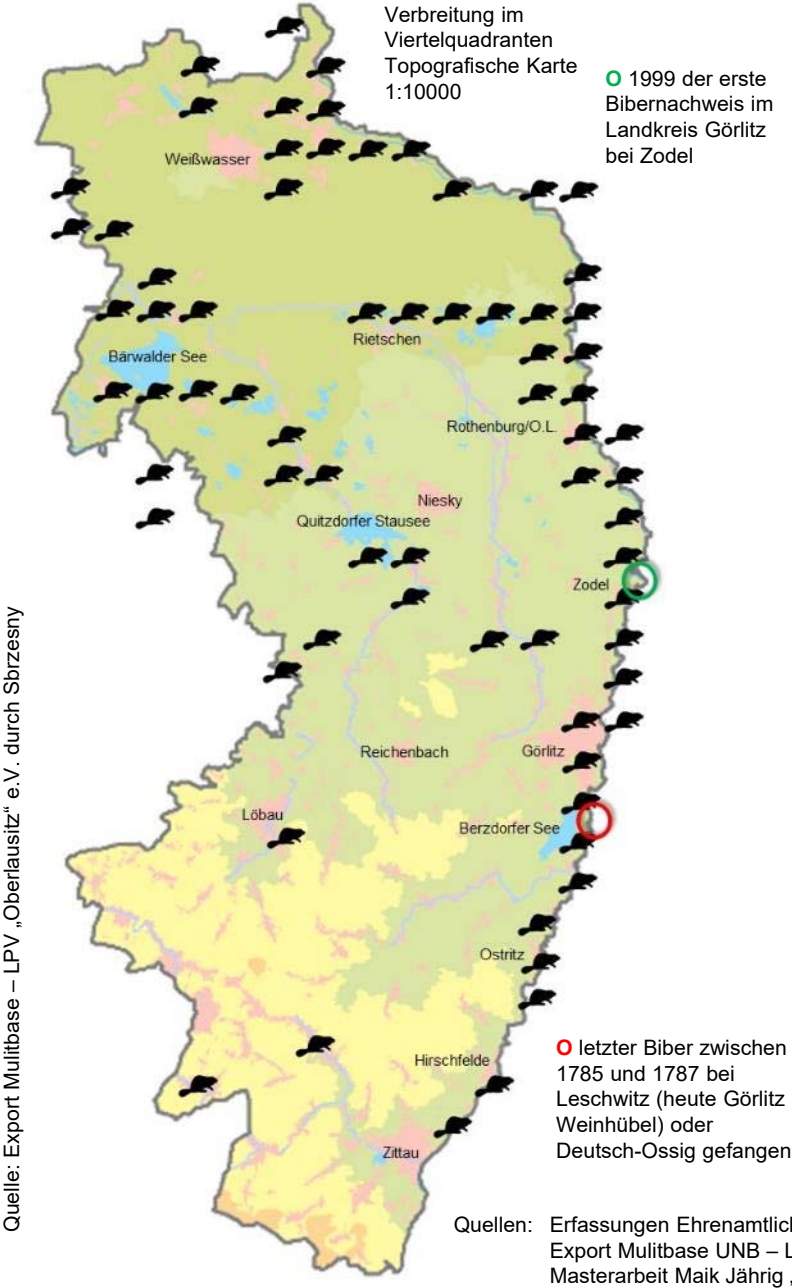 Verbreitung im
Viertelquadranten
Topografische Karte
1:10000
O 1999 der erste
Bibernachweis im
Landkreis Görlitz
bei Zodel
Weißwasser
Rietschen
Bärwalder See
Rothenburg/O.L.
Niesky
Quitzdorfer Stausee
Zodel
Reichenbach
Görlitz
Löbau
Berzdorfer See
Ostritz
Hirschfelde
Zittau
O letzter Biber zwischen
1785 und 1787 bei
Leschwitz (heute Görlitz
Weinhübel) oder
Deutsch-Ossig gefangen
Quelle: Export Mulitbase – LPV „Oberlausitz“ e.V. durch Sbrzesny
Quellen: Erfassungen Ehrenamtlich
Export Mulitbase UNB – L
Masterarbeit Maik Jährig